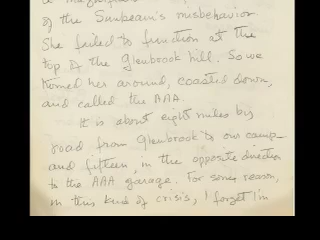 of the Sunbeam's misbehavior
She failed to function at the
top of the Glenbrook hill. So we
turned her around, coasted down,
and called the AAA.
It is about eight miles by
road from Glenbrook to our camp—
and fifteen, in the opposite direction
to the AAA garage. For some reason,
in this kind of crisis, I forget I'm